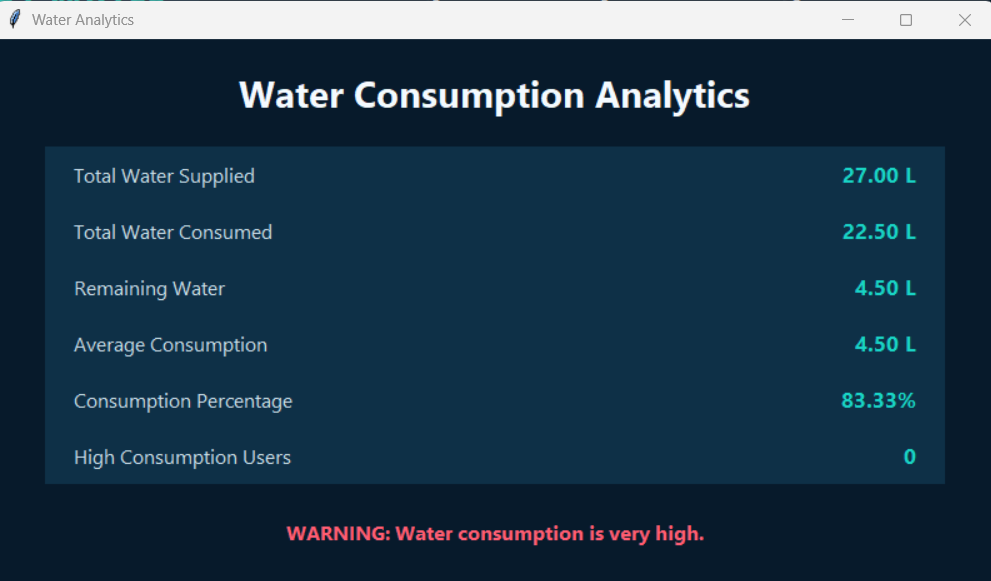 Water Analytics
Water Consumption Analytics
Total Water Supplied 27.00 L
Total Water Consumed 22.50 L
Remaining Water 4.50 L
Average Consumption 4.50 L
Consumption Percentage 83.33%
High Consumption Users 0
WARNING: Water consumption is very high.